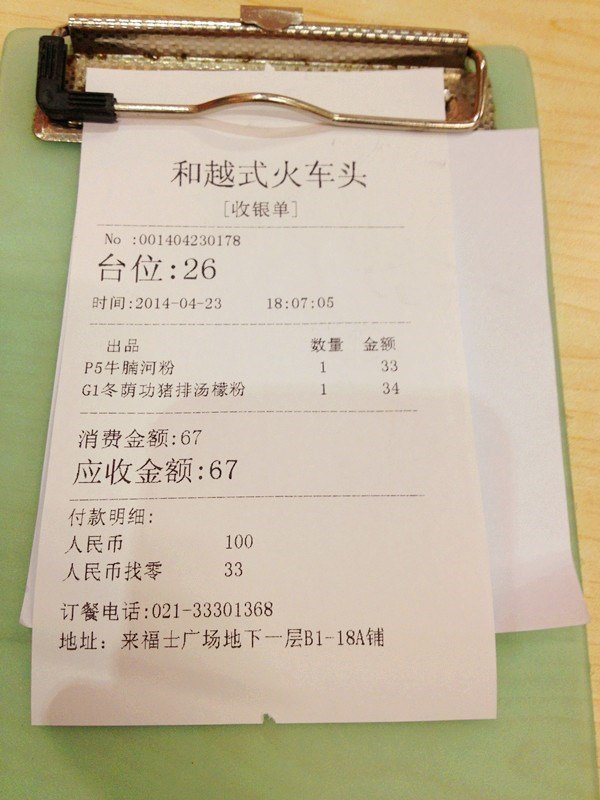 和越式火车头
[收银单]
No :001404230178
台位:26
时间:2014-04-23 18:07:05
出品 数量 金额
P5牛腩河粉 1 33
G1冬荫功猪排汤檬粉 1 34
消费金额:67
应收金额:67
付款明细:
人民币 100
人民币找零 33
订餐电话:021-33301368
地址: 来福士广场地下一层B1-18A铺